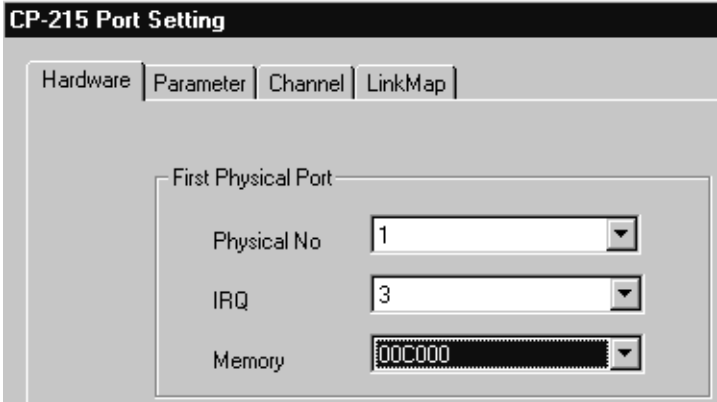 CP-215 Port Setting
Hardware Parameter Channel LinkMap
First Physical Port
Physical No 1
IRQ 3
Memory 00C000